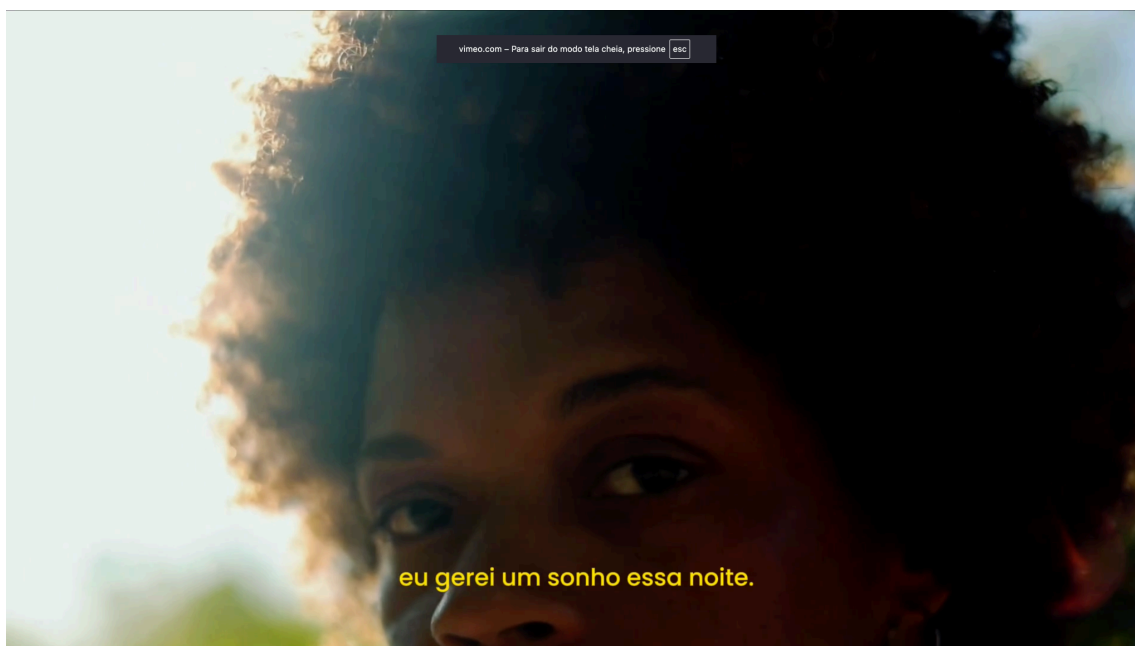 vimeo.com – Para sair do modo tela cheia, pressione esc
eu gerei um sonho essa noite.